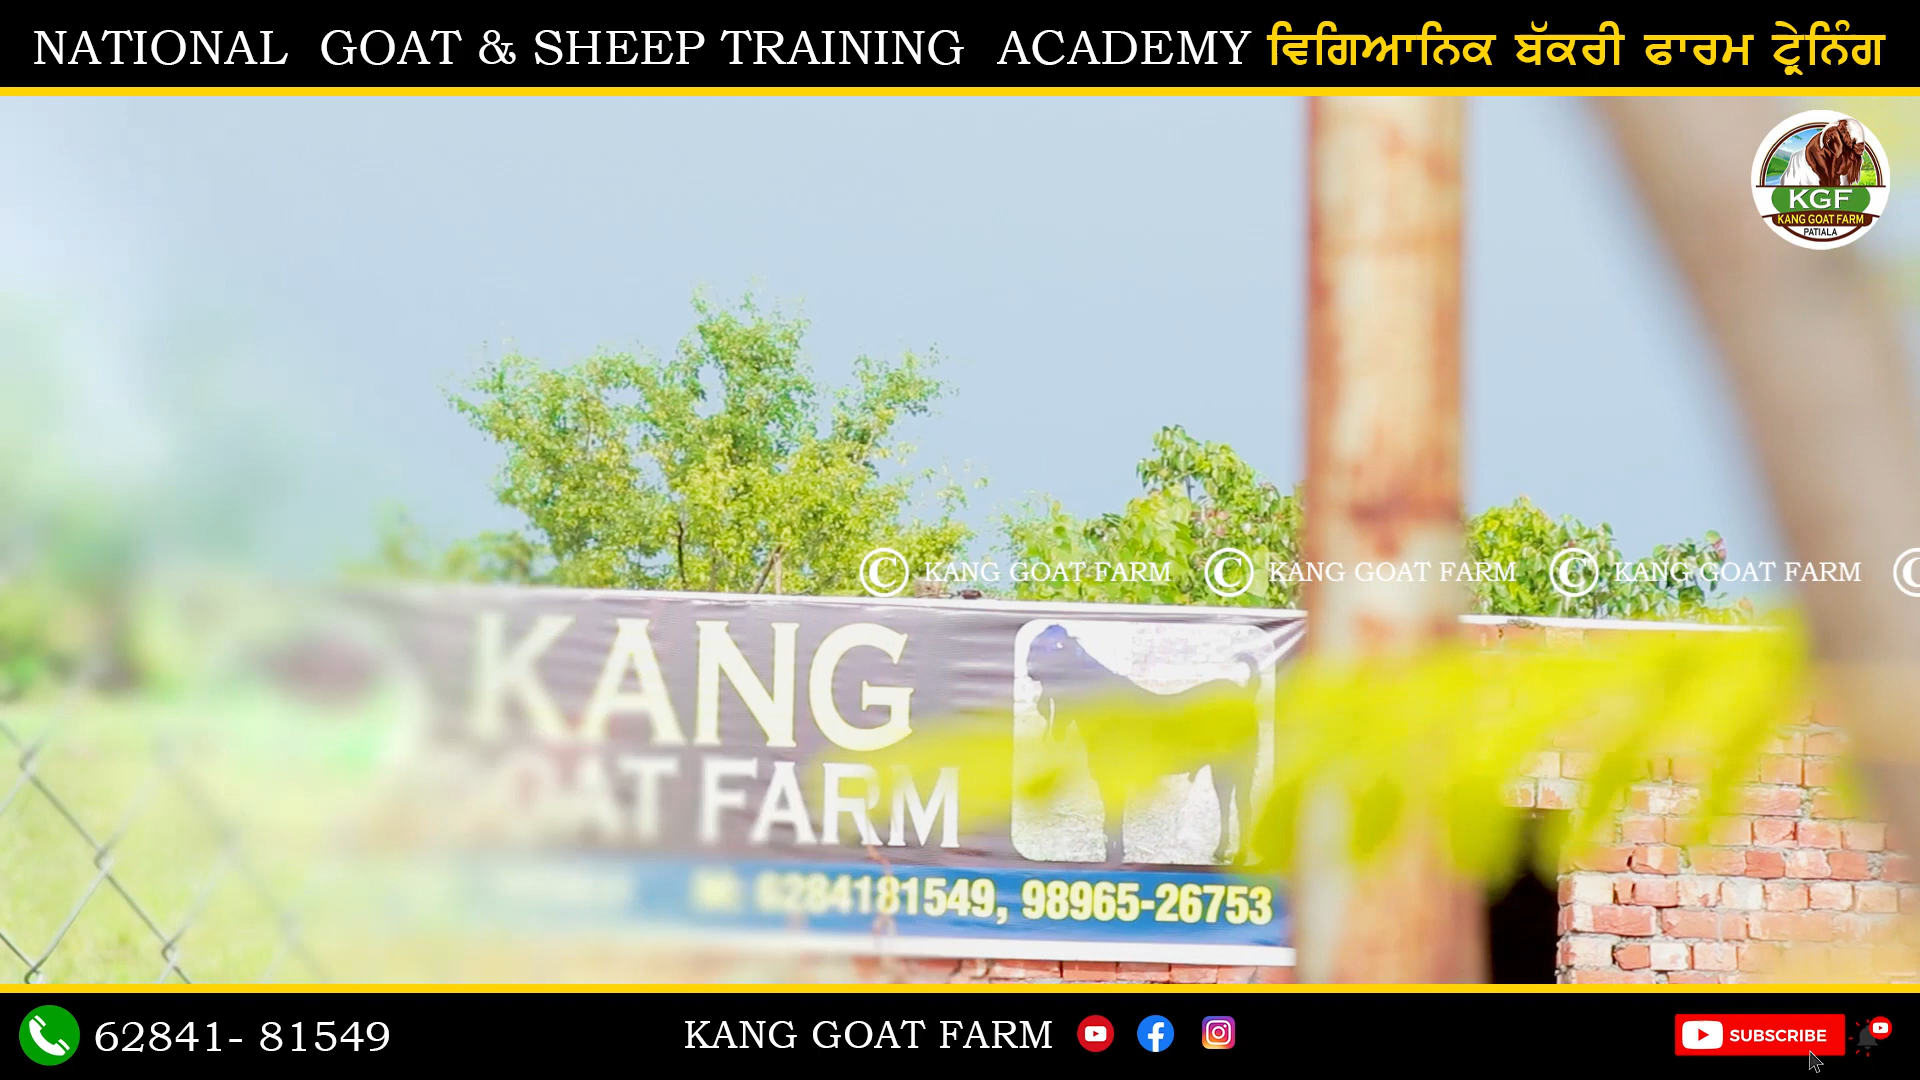 NATIONAL GOAT & SHEEP TRAINING ACADEMY ਵਿਗਿਆਨਿਕ ਬੱਕਰੀ ਫਾਰਮ ਟ੍ਰੇਨਿੰਗ
KGF
KANG GOAT FARM
PATIALA
© KANG GOAT FARM © KANG GOAT FARM © KANG GOAT FARM ©
KANG
GOAT FARM
M: 6284181549, 98965-26753
62841- 81549 KANG GOAT FARM SUBSCRIBE